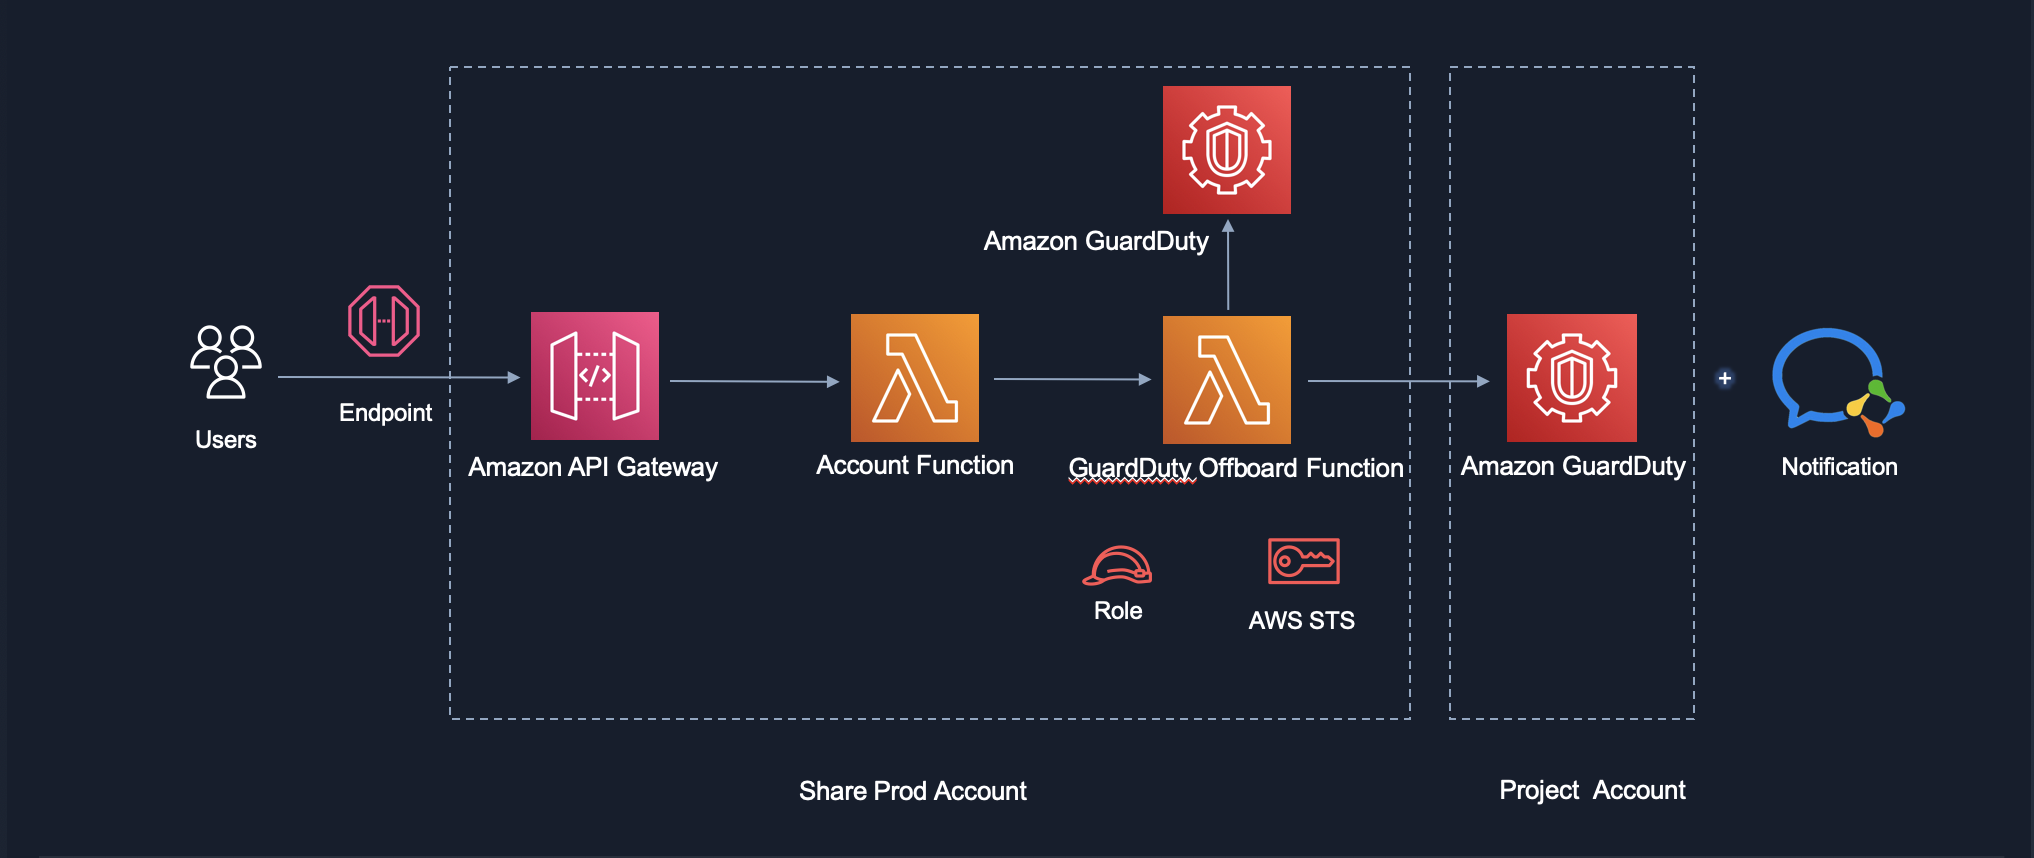 Amazon GuardDuty
Endpoint
Users
Amazon API Gateway
Account Function
GuardDuty Offboard Function
Amazon GuardDuty
Notification
Role
AWS STS
Share Prod Account
Project Account